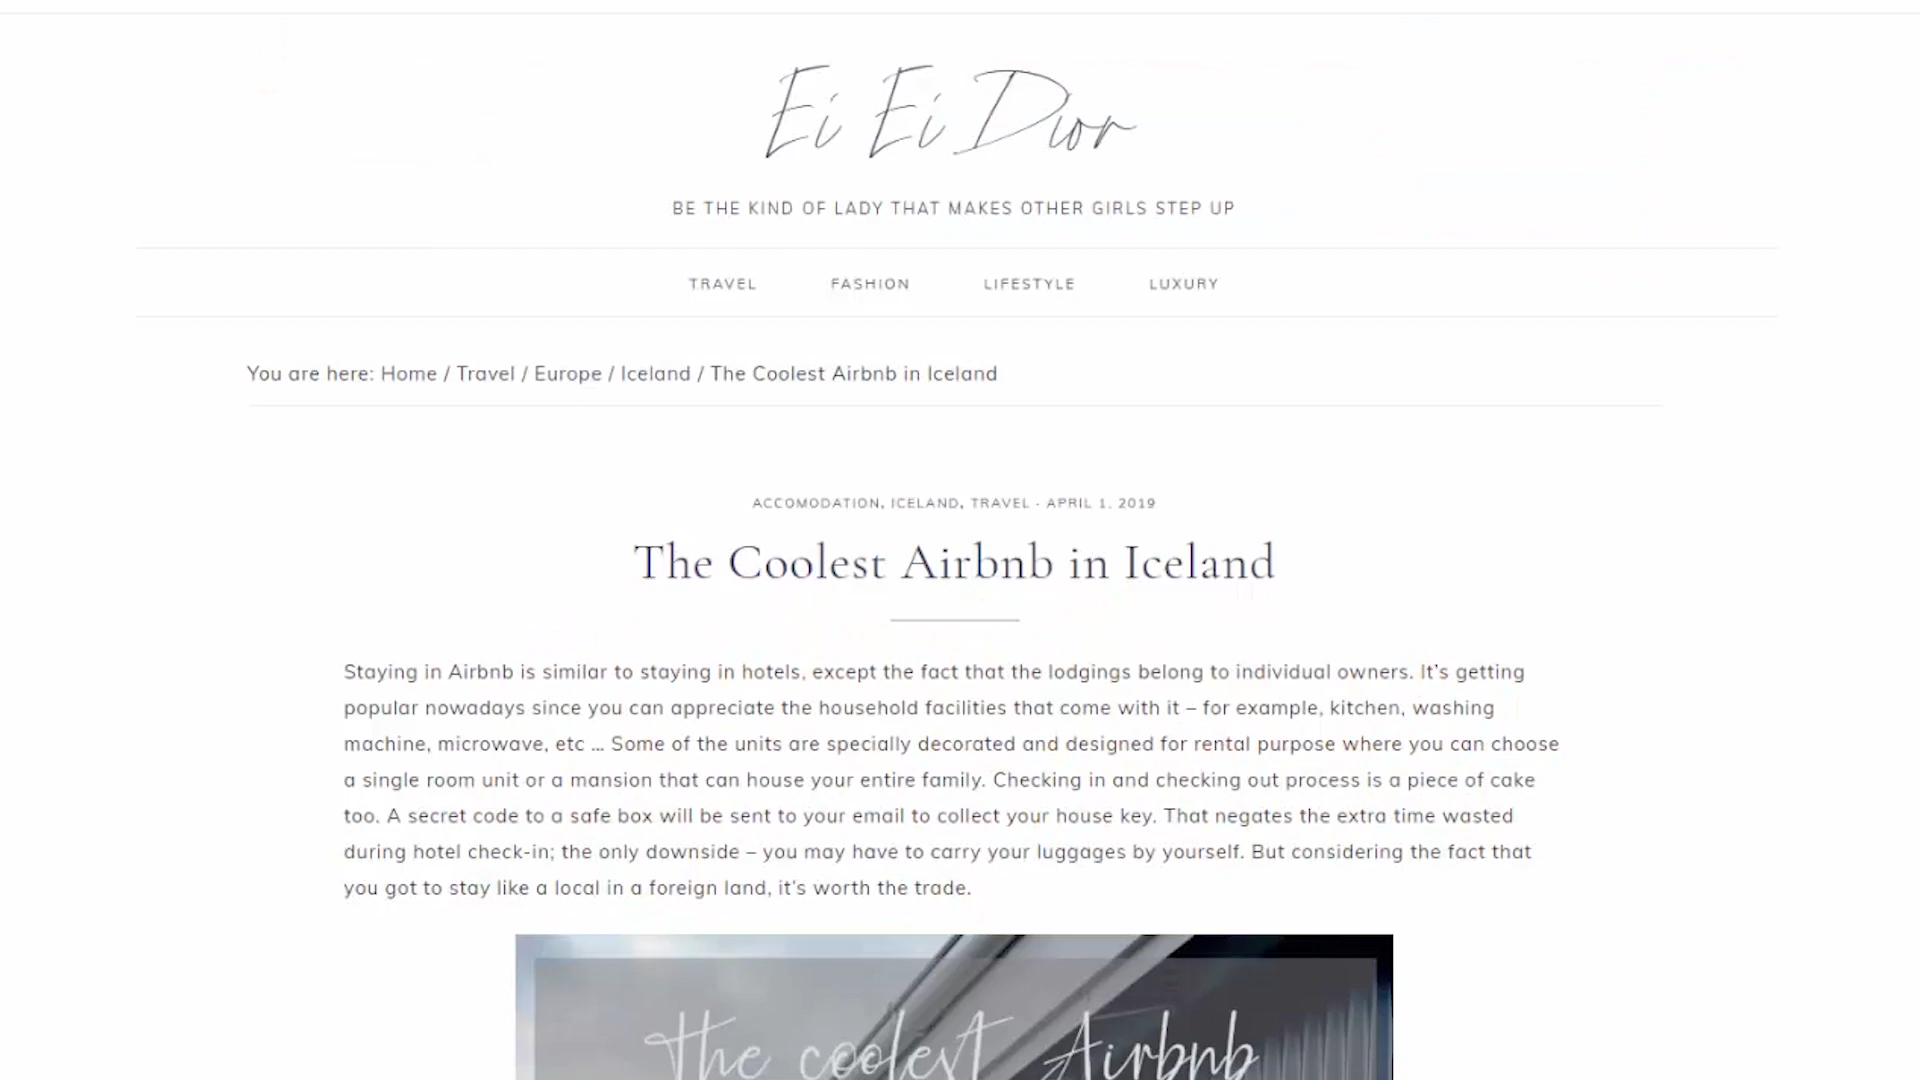 Ei Ei Dior
BE THE KIND OF LADY THAT MAKES OTHER GIRLS STEP UP
TRAVEL FASHION LIFESTYLE LUXURY
You are here: Home / Travel / Europe / Iceland / The Coolest Airbnb in Iceland
ACCOMODATION, ICELAND, TRAVEL · APRIL 1, 2019
The Coolest Airbnb in Iceland
Staying in Airbnb is similar to staying in hotels, except the fact that the lodgings belong to individual owners. It's getting
popular nowadays since you can appreciate the household facilities that come with it – for example, kitchen, washing
machine, microwave, etc … Some of the units are specially decorated and designed for rental purpose where you can choose
a single room unit or a mansion that can house your entire family. Checking in and checking out process is a piece of cake
too. A secret code to a safe box will be sent to your email to collect your house key. That negates the extra time wasted
during hotel check-in; the only downside – you may have to carry your luggages by yourself. But considering the fact that
you got to stay like a local in a foreign land, it's worth the trade.
The coolest Airbnb